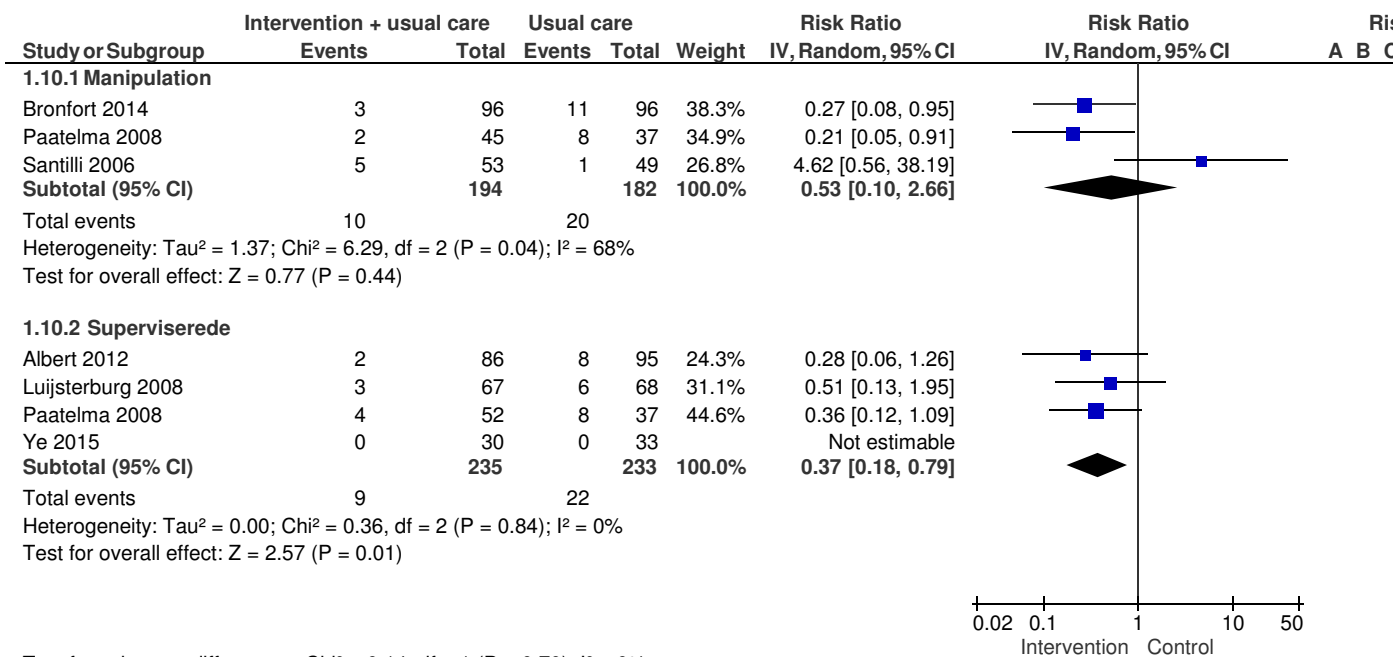 Intervention + usual care Usual care Risk Ratio Risk Ratio
Study or Subgroup Events Total Events Total Weight IV, Random, 95% CI IV, Random, 95% CI A B C
1.10.1 Manipulation
Bronfort 2014 3 96 11 96 38.3% 0.27 [0.08, 0.95]
Paatelma 2008 2 45 8 37 34.9% 0.21 [0.05, 0.91]
Santilli 2006 5 53 1 49 26.8% 4.62 [0.56, 38.19]
Subtotal (95% CI) 194 182 100.0% 0.53 [0.10, 2.66]
Total events 10 20
Heterogeneity: Tau² = 1.37; Chi² = 6.29, df = 2 (P = 0.04); I² = 68%
Test for overall effect: Z = 0.77 (P = 0.44)
1.10.2 Superviserede
Albert 2012 2 86 8 95 24.3% 0.28 [0.06, 1.26]
Luijsterburg 2008 3 67 6 68 31.1% 0.51 [0.13, 1.95]
Paatelma 2008 4 52 8 37 44.6% 0.36 [0.12, 1.09]
Ye 2015 0 30 0 33 Not estimable
Subtotal (95% CI) 235 233 100.0% 0.37 [0.18, 0.79]
Total events 9 22
Heterogeneity: Tau² = 0.00; Chi² = 0.36, df = 2 (P = 0.84); I² = 0%
Test for overall effect: Z = 2.57 (P = 0.01)
0.02 0.1 1 10 50
Intervention Control